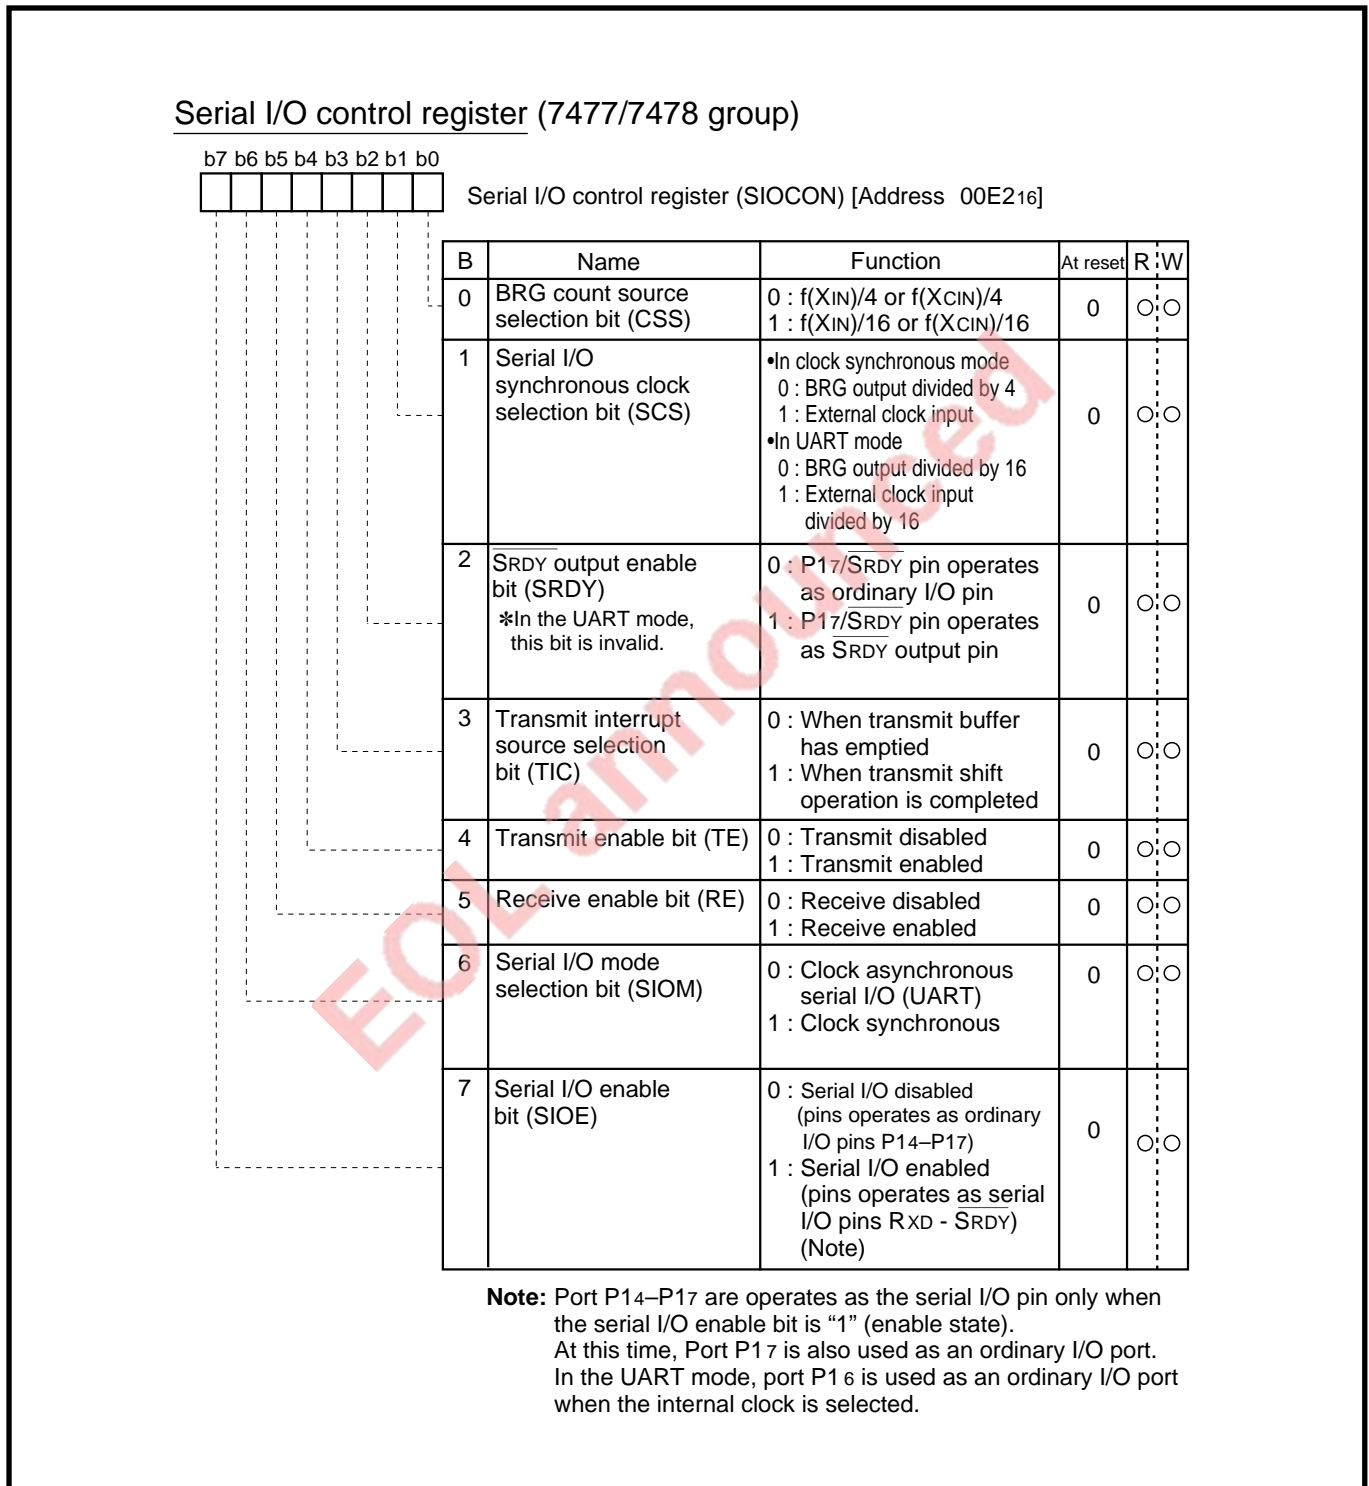 Serial I/O control register (7477/7478 group)
b7 b6 b5 b4 b3 b2 b1 b0
Serial I/O control register (SIOCON) [Address 00E216]
B Name Function At reset R W
0 BRG count source selection bit (CSS) 0 : f(XIN)/4 or f(XCIN)/4
1 : f(XIN)/16 or f(XCIN)/16 0 ○ ○
1 Serial I/O
synchronous clock
selection bit (SCS)
•In clock synchronous mode
0 : BRG output divided by 4
1 : External clock input
•In UART mode
0 : BRG output divided by 16
1 : External clock input
divided by 16
0 ○ ○
2 SRDY output enable
bit (SRDY)
✽In the UART mode,
this bit is invalid.
0 : P17/SRDY pin operates
as ordinary I/O pin
1 : P17/SRDY pin operates
as SRDY output pin
0 ○ ○
3 Transmit interrupt
source selection
bit (TIC)
0 : When transmit buffer
has emptied
1 : When transmit shift
operation is completed
0 ○ ○
4 Transmit enable bit (TE)
0 : Transmit disabled
1 : Transmit enabled
0 ○ ○
5 Receive enable bit (RE)
0 : Receive disabled
1 : Receive enabled
0 ○ ○
6 Serial I/O mode
selection bit (SIOM)
0 : Clock asynchronous
serial I/O (UART)
1 : Clock synchronous
0 ○ ○
7 Serial I/O enable
bit (SIOE)
0 : Serial I/O disabled
(pins operates as ordinary
I/O pins P14–P17)
1 : Serial I/O enabled
(pins operates as serial
I/O pins RXD - SRDY)
(Note)
0 ○ ○
Note: Port P14–P17 are operates as the serial I/O pin only when
the serial I/O enable bit is “1” (enable state).
At this time, Port P17 is also used as an ordinary I/O port.
In the UART mode, port P16 is used as an ordinary I/O port
when the internal clock is selected.
EOL announced